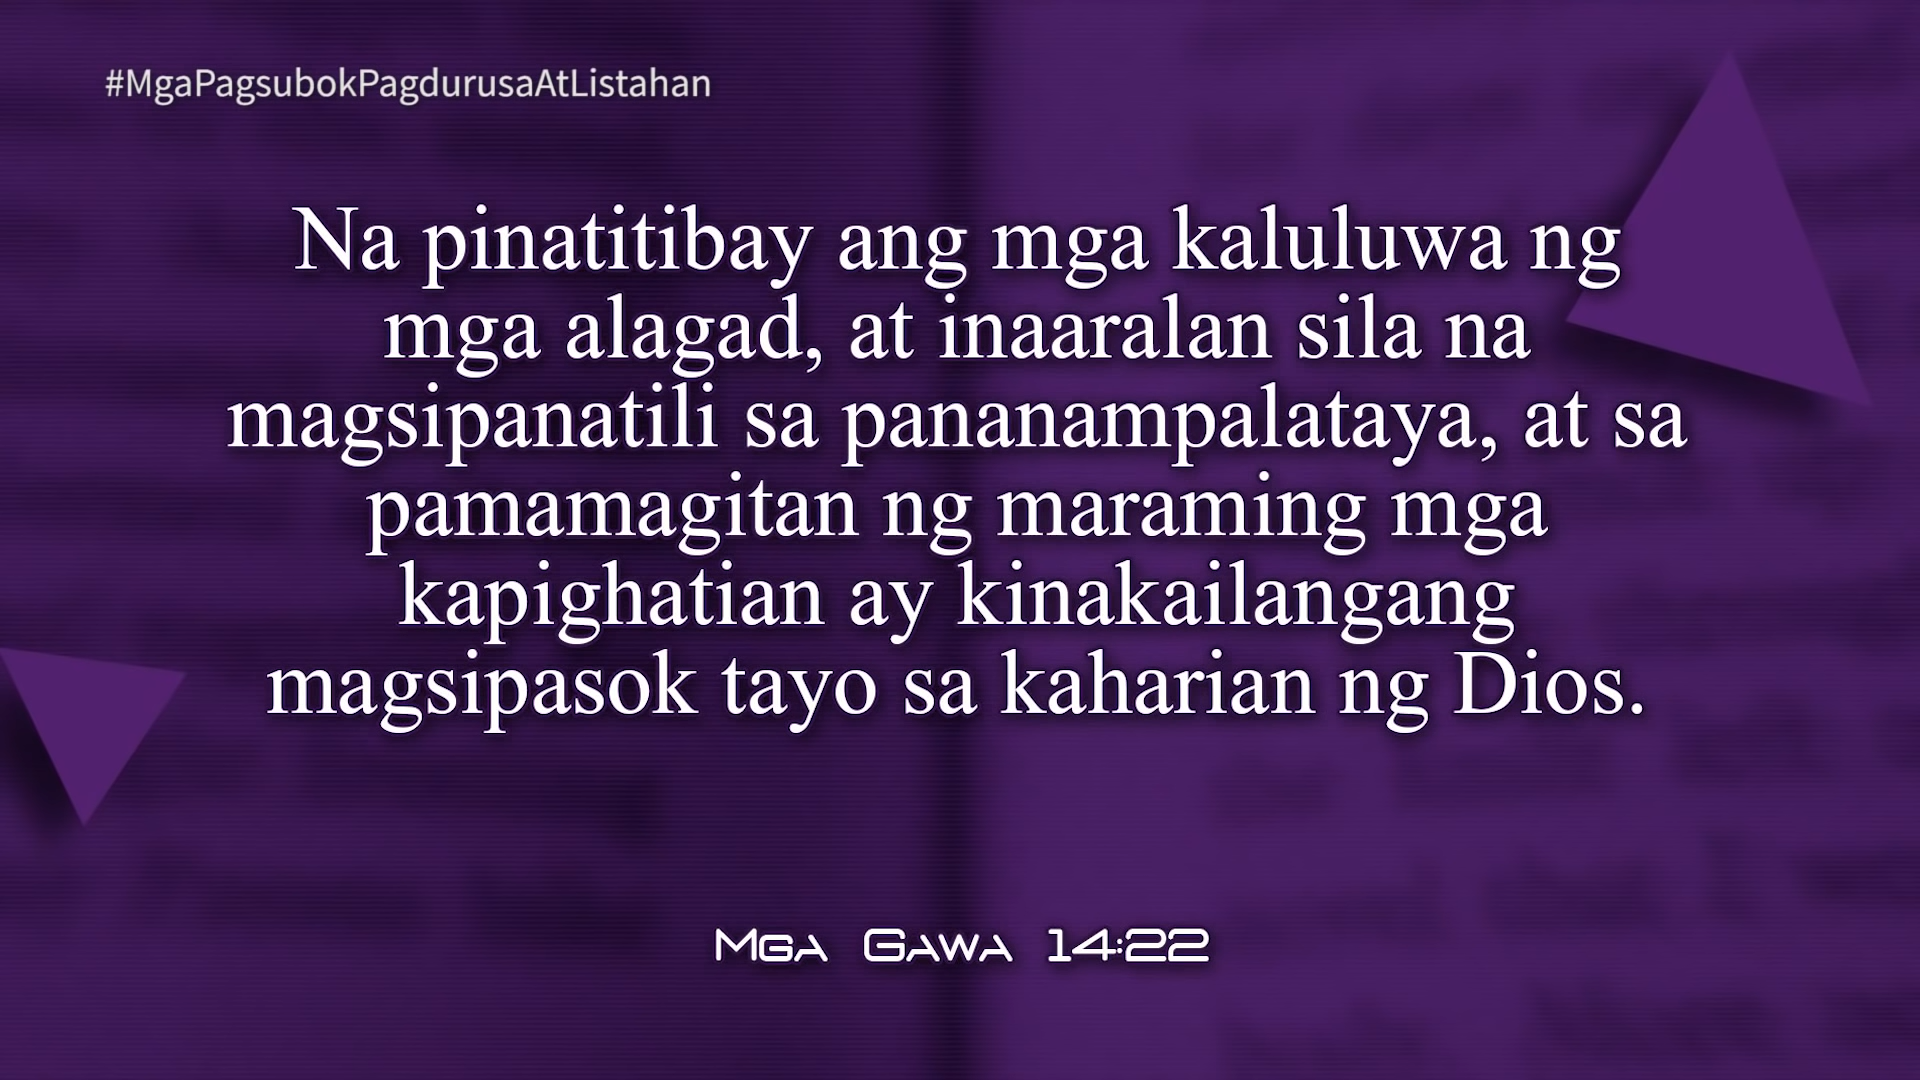 #MgaPagsubokPagdurusaAtListahan
Na pinatitibay ang mga kaluluwa ng
mga alagad, at inaaralan sila na
magsipanatili sa pananampalataya, at sa
pamamagitan ng maraming mga
kapighatian ay kinakailangang
magsipasok tayo sa kaharian ng Dios.
Mga Gawa 14:22